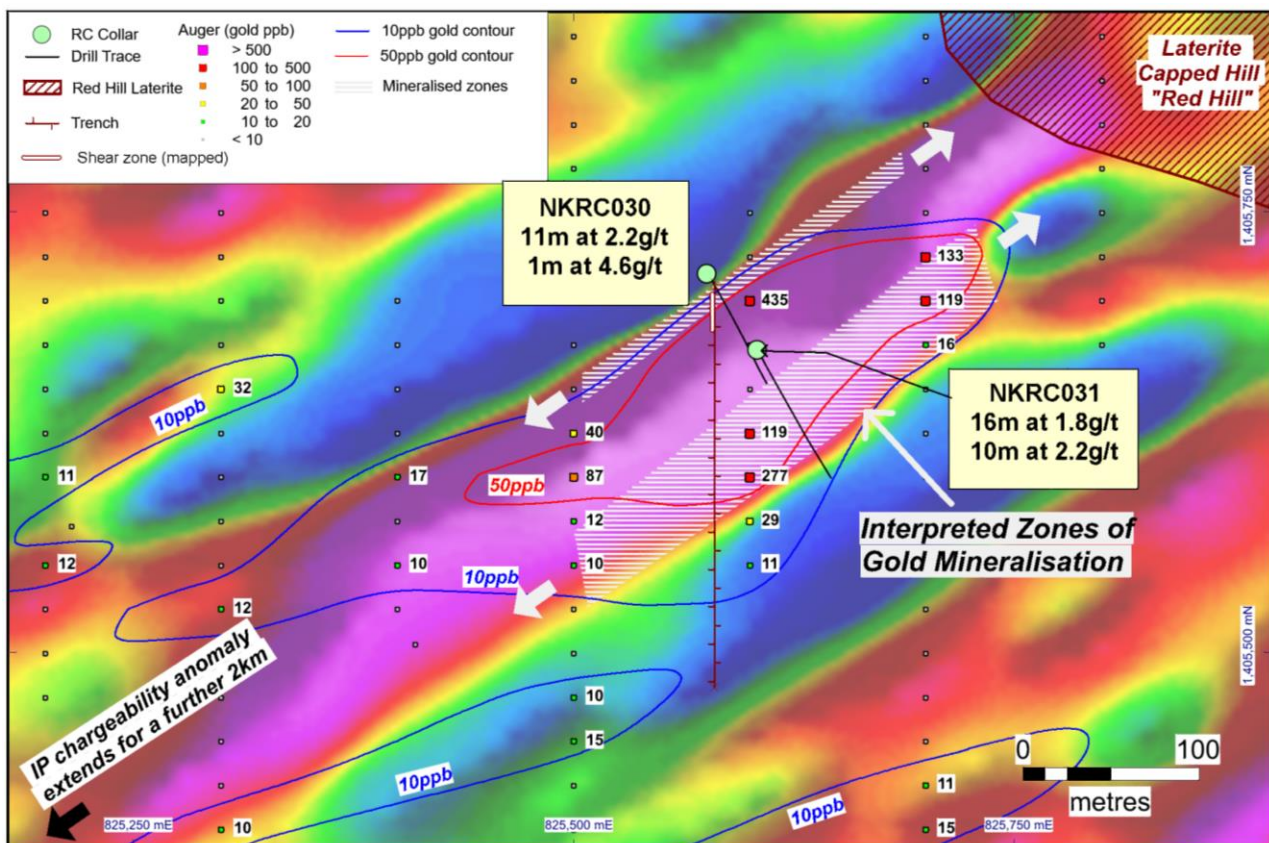 RC Collar
Drill Trace
Red Hill Laterite
Trench
Shear zone (mapped)
Auger (gold ppb)
> 500
100 to 500
50 to 100
20 to 50
10 to 20
< 10
10ppb gold contour
50ppb gold contour
Mineralised zones
Laterite
Capped Hill
"Red Hill"
1,405,750 mN
NKRC030
11m at 2.2g/t
1m at 4.6g/t
133
435
119
16
32
10ppb
NKRC031
16m at 1.8g/t
10m at 2.2g/t
40
119
11
17
87
277
50ppb
12
29
Interpreted Zones of
Gold Mineralisation
12
10
10ppb
10
11
12
1,405,500 mN
IP chargeability anomaly
extends for a further 2km
10
15
10ppb
0 100
metres
11
10ppb
825,250 mE
10
825,500 mE
15
825,750 mE